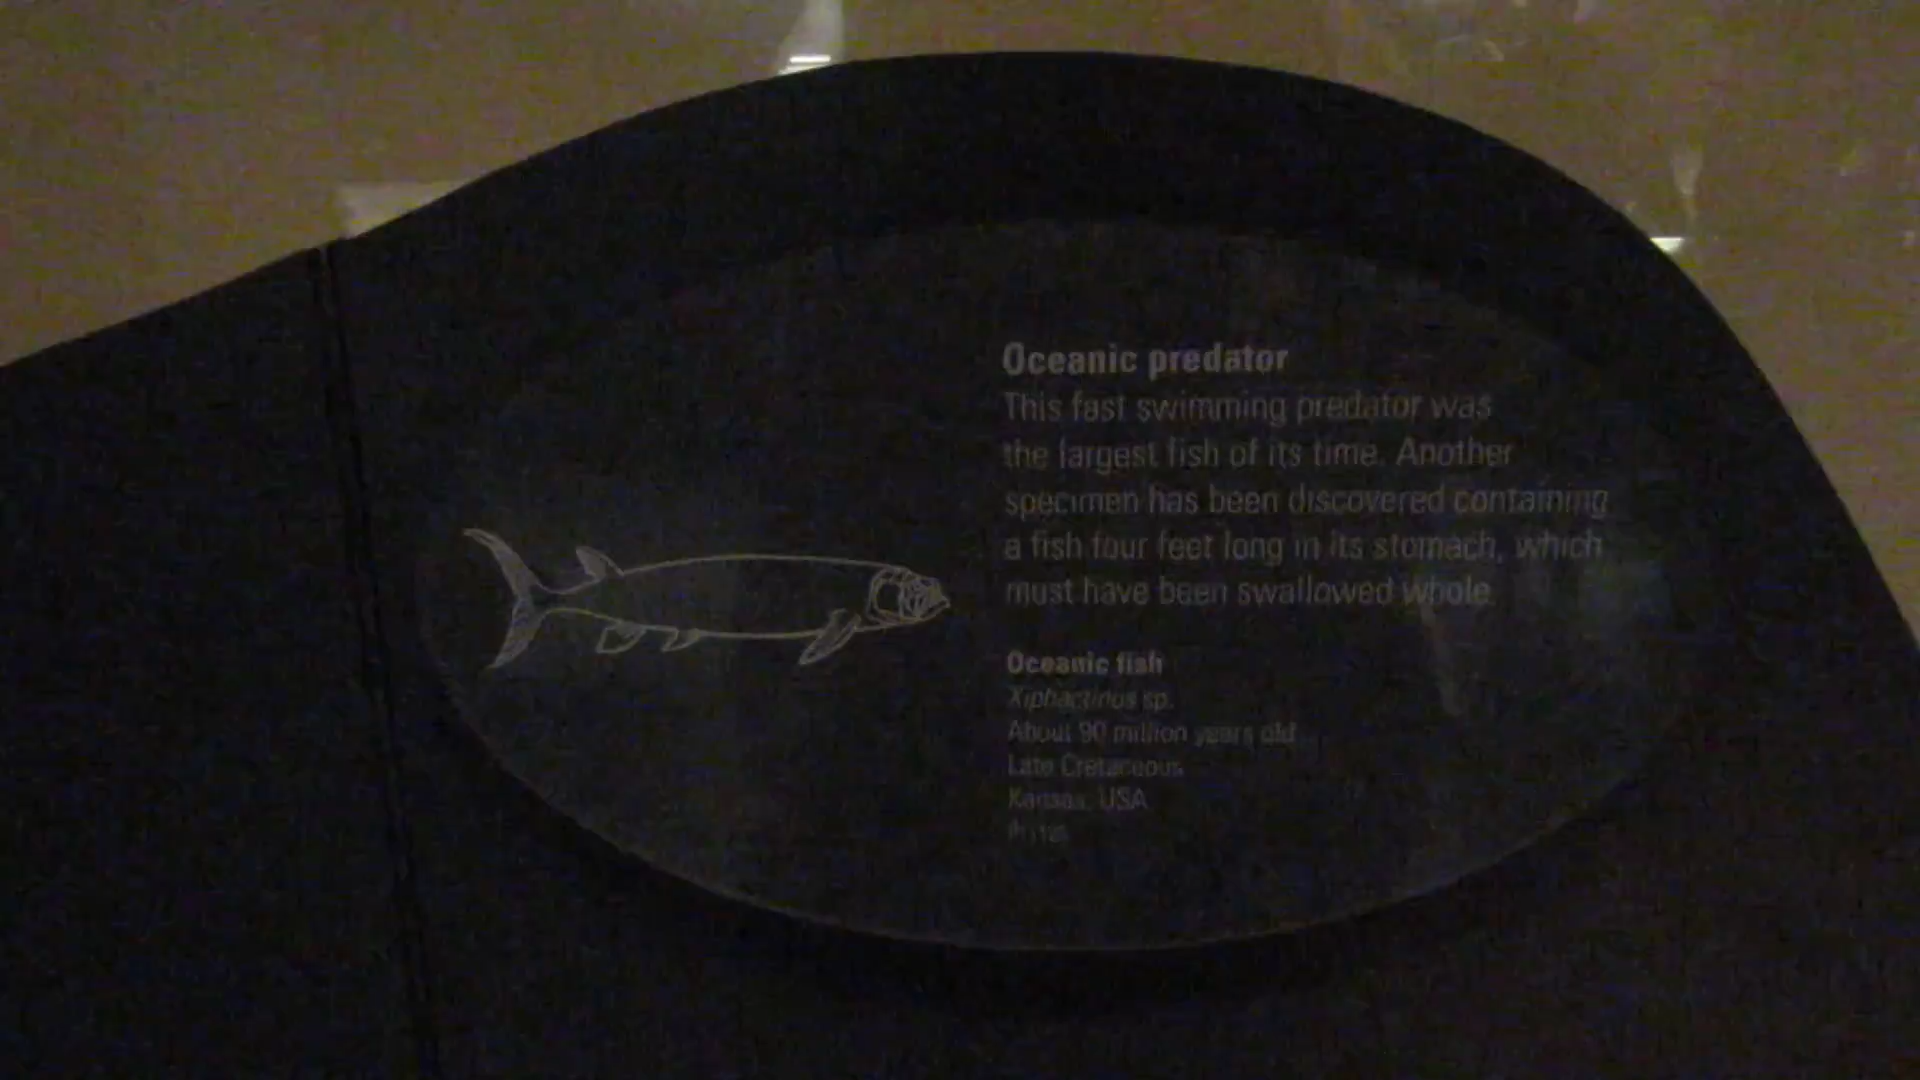 Oceanic predator
This fast swimming predator was
the largest fish of its time. Another
specimen has been discovered containing
a fish four feet long in its stomach, which
must have been swallowed whole.
Oceanic fish
Xiphactinus sp.
About 90 million years old
Late Cretaceous
Kansas, USA